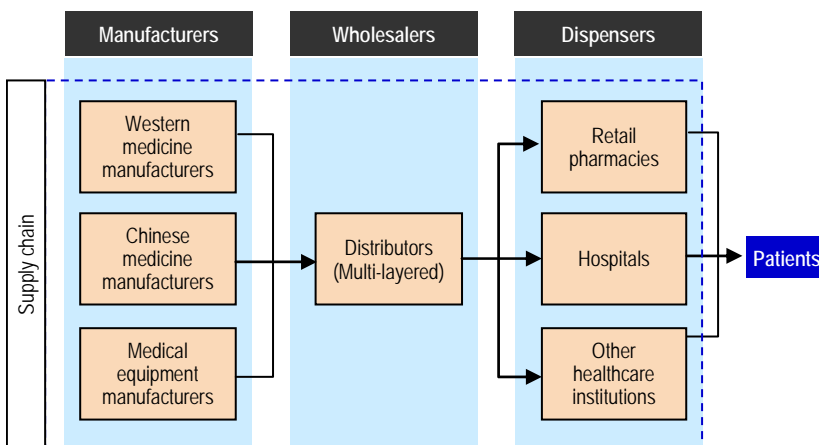 Manufacturers
Wholesalers
Dispensers
Supply chain
Western
medicine
manufacturers
Chinese
medicine
manufacturers
Medical
equipment
manufacturers
Distributors
(Multi-layered)
Retail
pharmacies
Hospitals
Other
healthcare
institutions
Patients